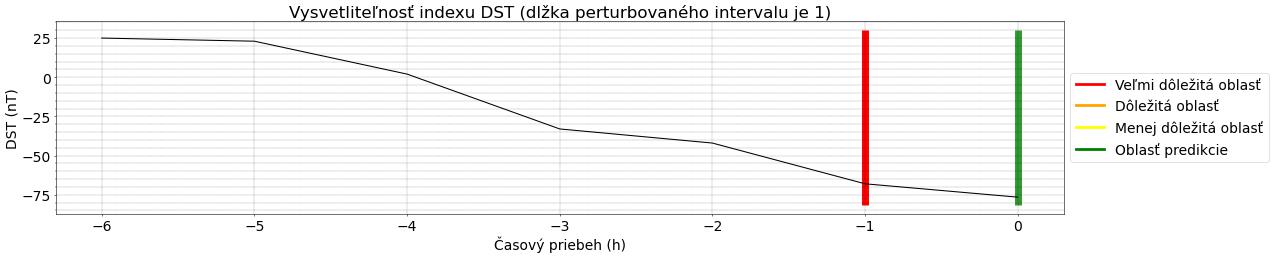 Vysvetliteľnosť indexu DST (dĺžka perturbovaného intervalu je 1)
DST (nT)
25
0
−25
−50
−75
−6 −5 −4 −3 −2 −1 0
Časový priebeh (h)
Veľmi dôležitá oblasť
Dôležitá oblasť
Menej dôležitá oblasť
Oblasť predikcie